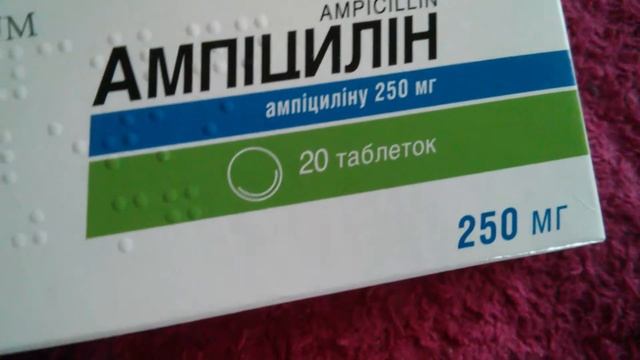 AMPICILLIN
АМПІЦИЛІН
ампіциліну 250 мг
20 таблеток
250 мг